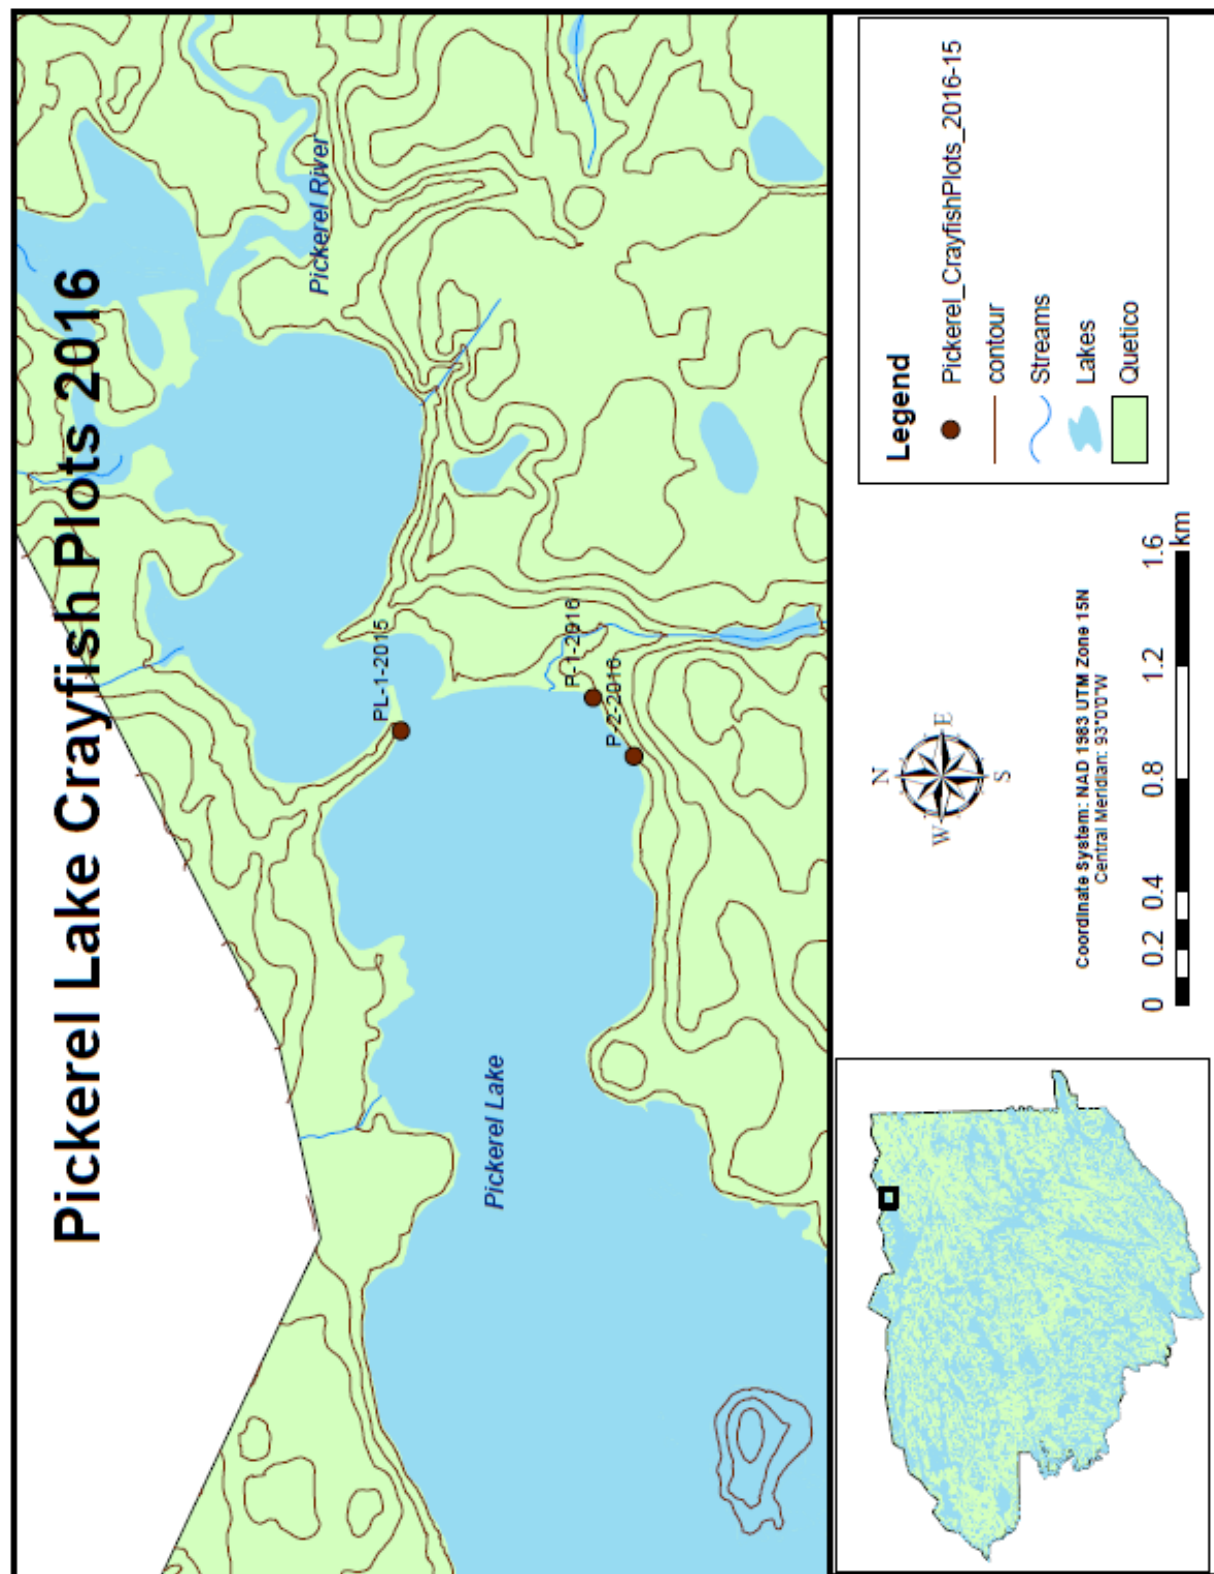 Pickerel Lake Crayfish Plots 2016
Pickerel River
PL-1-2015
P-1-2016
P-2-2016
Pickerel Lake
N
W
E
S
Coordinate System: NAD 1983 UTM Zone 15N
Central Meridian: 93°0'0"W
0 0.2 0.4 0.8 1.2 1.6
km
Legend
Pickerel_CrayfishPlots_2016-15
contour
Streams
Lakes
Quetico